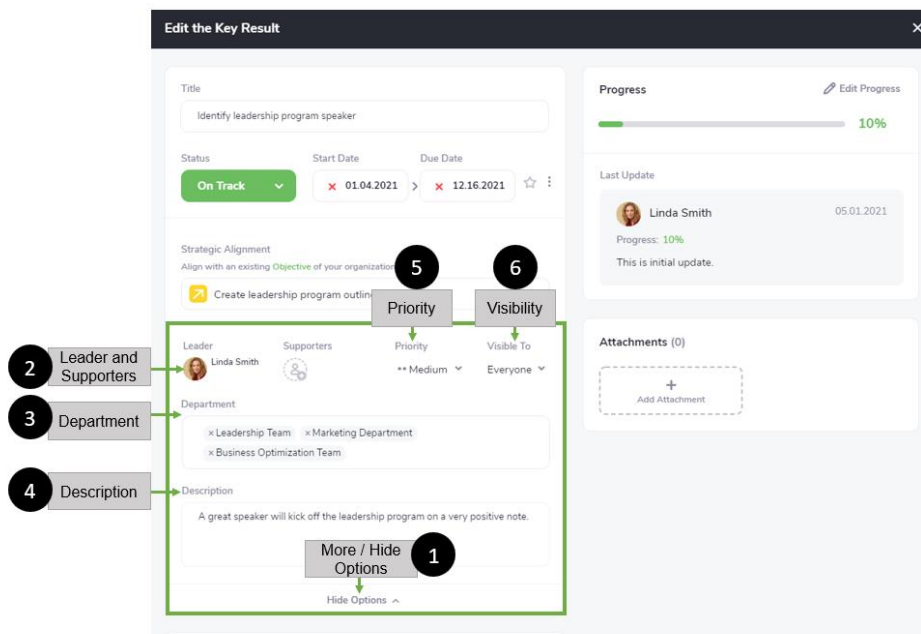 Edit the Key Result
Title
Identify leadership program speaker
Status
Start Date
Due Date
On Track
01.04.2021
>
12.16.2021
Strategic Alignment
Align with an existing Objective of your organization
Create leadership program outline
5
Priority
6
Visibility
Leader
Linda Smith
Supporters
Priority
•• Medium
Visible To
Everyone
2
Leader and
Supporters
3
Department
Department
× Leadership Team × Marketing Department
× Business Optimization Team
4
Description
Description
A great speaker will kick off the leadership program on a very positive note.
More / Hide
Options
1
Hide Options
Progress
Edit Progress
10%
Last Update
Linda Smith
05.01.2021
Progress: 10%
This is initial update.
Attachments (0)
+
Add Attachment